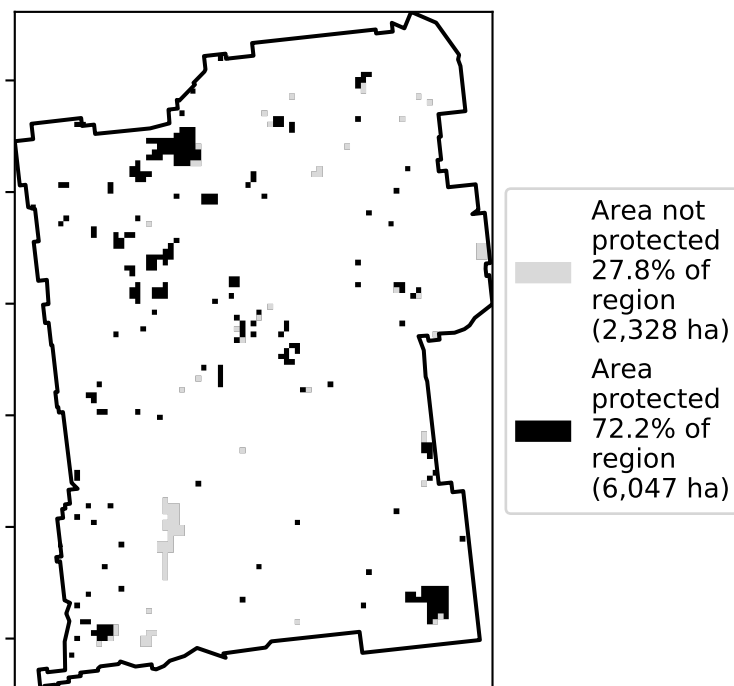 Area not
protected
27.8% of
region
(2,328 ha)
Area
protected
72.2% of
region
(6,047 ha)